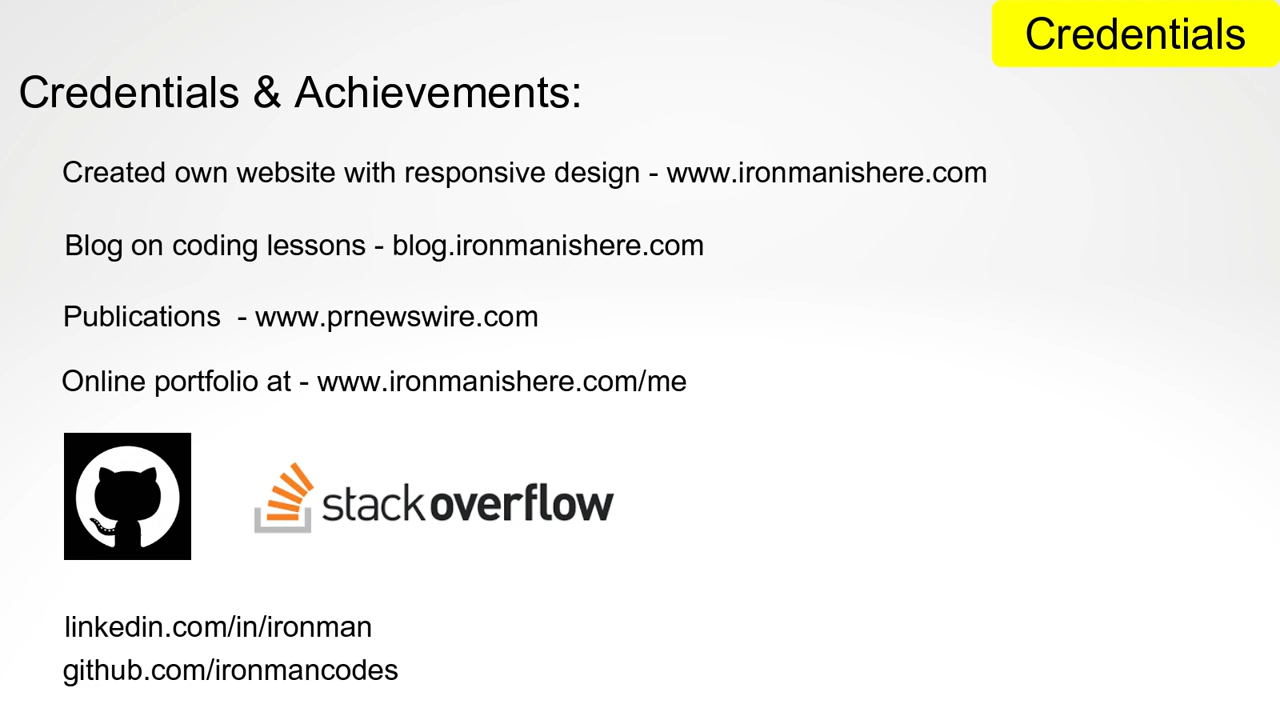 Credentials
Credentials & Achievements:
Created own website with responsive design - www.ironmanishere.com
Blog on coding lessons - blog.ironmanishere.com
Publications  - www.prnewswire.com
Online portfolio at - www.ironmanishere.com/me
stackoverflow
linkedin.com/in/ironman
github.com/ironmancodes